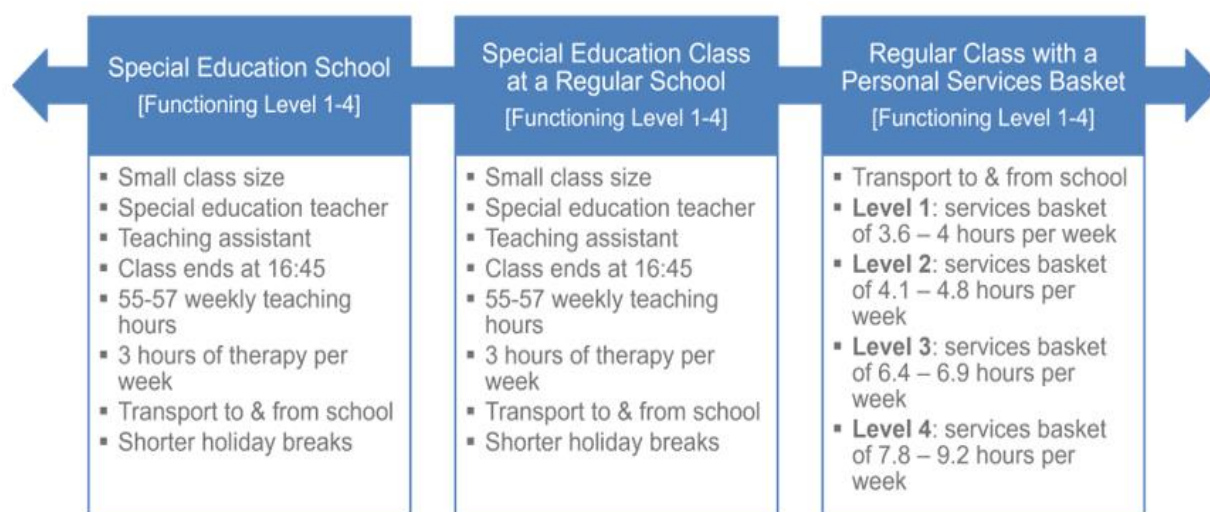 Special Education School
[Functioning Level 1-4]
▪ Small class size
▪ Special education teacher
▪ Teaching assistant
▪ Class ends at 16:45
▪ 55-57 weekly teaching
hours
▪ 3 hours of therapy per
week
▪ Transport to & from school
▪ Shorter holiday breaks
Special Education Class
at a Regular School
[Functioning Level 1-4]
▪ Small class size
▪ Special education teacher
▪ Teaching assistant
▪ Class ends at 16:45
▪ 55-57 weekly teaching
hours
▪ 3 hours of therapy per
week
▪ Transport to & from school
▪ Shorter holiday breaks
Regular Class with a
Personal Services Basket
[Functioning Level 1-4]
▪ Transport to & from school
▪ Level 1: services basket
of 3.6 – 4 hours per week
▪ Level 2: services basket
of 4.1 – 4.8 hours per
week
▪ Level 3: services basket
of 6.4 – 6.9 hours per
week
▪ Level 4: services basket
of 7.8 – 9.2 hours per
week